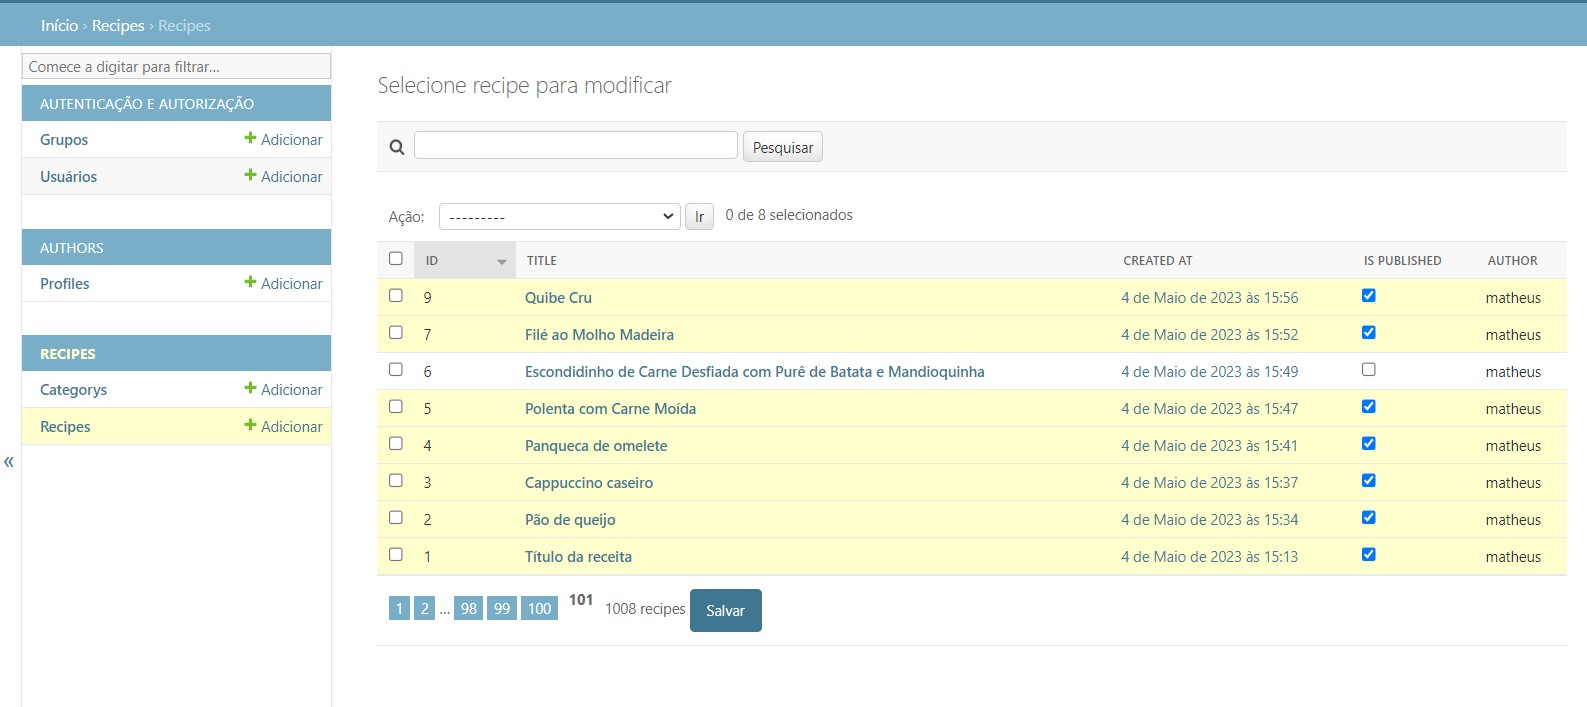 Início › Recipes › Recipes
Comece a digitar para filtrar...
AUTENTICAÇÃO E AUTORIZAÇÃO
Grupos Adicionar
Usuários Adicionar
AUTHORS
Profiles Adicionar
RECIPES
Categorys Adicionar
Recipes Adicionar
«
Selecione recipe para modificar
Pesquisar
Ação: --------- Ir 0 de 8 selecionados
ID TITLE CREATED AT IS PUBLISHED AUTHOR
9 Quibe Cru 4 de Maio de 2023 às 15:56 matheus
7 Filé ao Molho Madeira 4 de Maio de 2023 às 15:52 matheus
6 Escondidinho de Carne Desfiada com Purê de Batata e Mandioquinha 4 de Maio de 2023 às 15:49 matheus
5 Polenta com Carne Moída 4 de Maio de 2023 às 15:47 matheus
4 Panqueca de omelete 4 de Maio de 2023 às 15:41 matheus
3 Cappuccino caseiro 4 de Maio de 2023 às 15:37 matheus
2 Pão de queijo 4 de Maio de 2023 às 15:34 matheus
1 Título da receita 4 de Maio de 2023 às 15:13 matheus
1 2 ... 98 99 100 101 1008 recipes Salvar